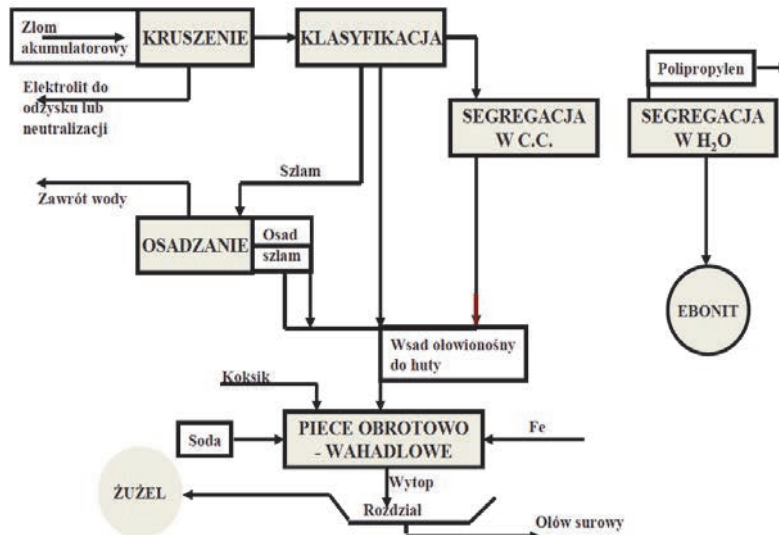 Złom
akumulatorowy
KRUSZENIE
KLASYFIKACJA
Elektrolit do
odzysku lub
neutralizacji
Polipropylen
SEGREGACJA
W C.C.
SEGREGACJA
W H₂O
Szlam
Zawrót wody
OSADZANIE
Osad
szlam
EBONIT
Wsad ołowionośny
do huty
Koksik
Soda
PIECE OBROTOWO
- WAHADLOWE
Fe
Wytop
ŻUŻEL
Rozdział
Ołów surowy